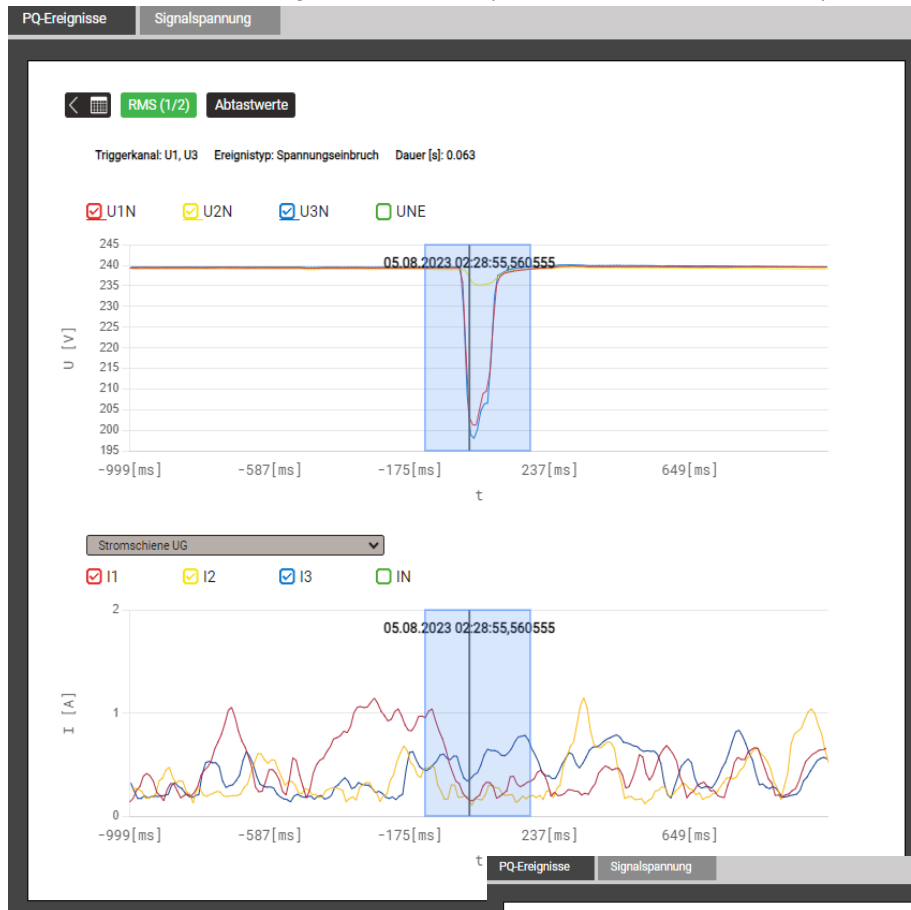 PQ-Ereignisse Signalspannung
RMS (1/2) Abtastwerte
Triggerkanal: U1, U3 Ereignistyp: Spannungseinbruch Dauer [s]: 0.063
U1N U2N U3N UNE
245
240
235
230
225
220
215
210
205
200
195
U [V]
05.08.2023 02:28:55,560555
-999[ms] -587[ms] -175[ms] 237[ms] 649[ms]
t
Stromschiene UG
I1 I2 I3 IN
2
1
0
I [A]
05.08.2023 02:28:55,560555
-999[ms] -587[ms] -175[ms] 237[ms] 649[ms]
t
PQ-Ereignisse Signalspannung